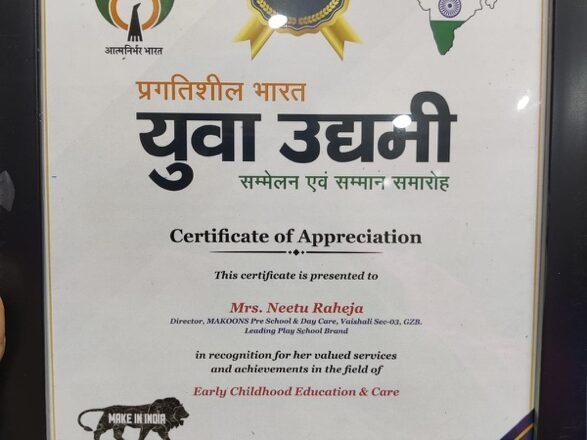 आत्मनिर्भर भारत
प्रगतिशील भारत
युवा उद्यमी
सम्मेलन एवं सम्मान समारोह
Certificate of Appreciation
This certificate is presented to
Mrs. Neetu Raheja
Director, MAKOONS Pre School & Day Care, Vaishali Sec-03, GZB.
Leading Play School Brand
in recognition for her valued services
and achievements in the field of
Early Childhood Education & Care
MAKE IN INDIA